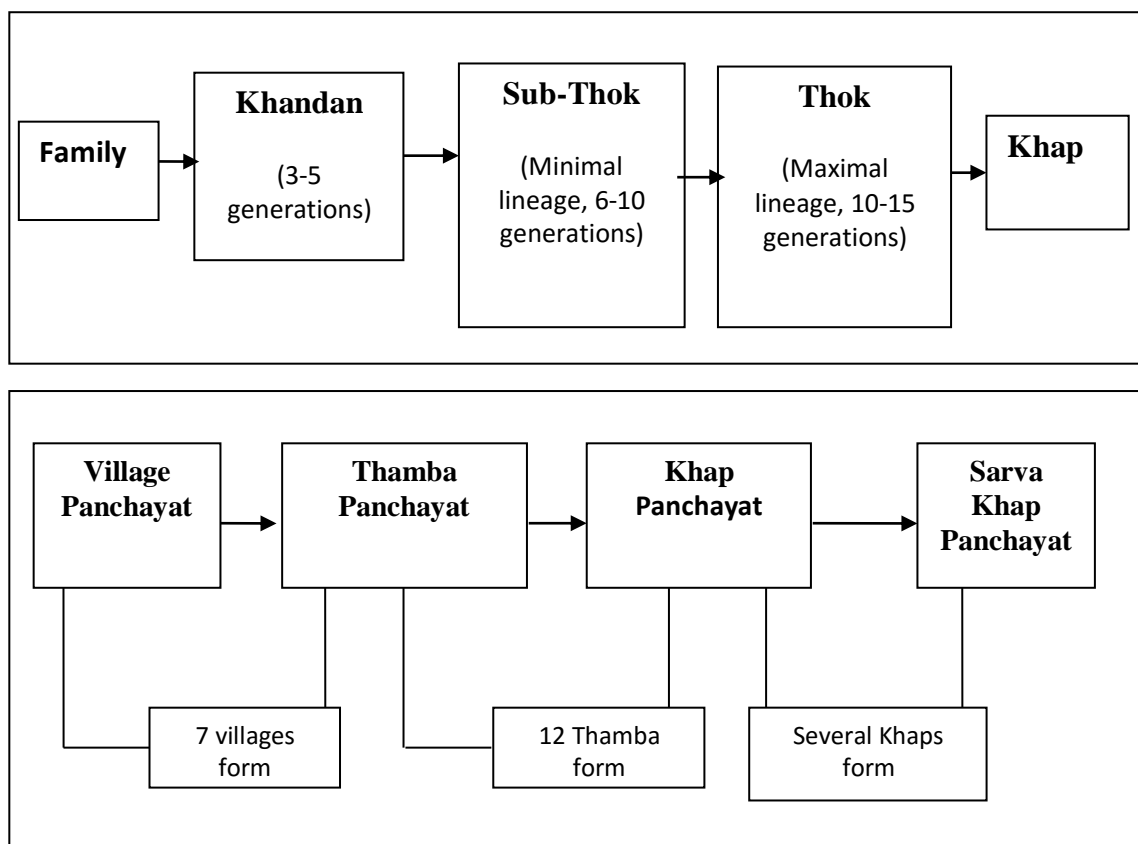 Family
Khandan
(3-5
generations)
Sub-Thok
(Minimal
lineage, 6-10
generations)
Thok
(Maximal
lineage, 10-15
generations)
Khap
Village
Panchayat
Thamba
Panchayat
Khap
Panchayat
Sarva
Khap
Panchayat
7 villages
form
12 Thamba
form
Several Khaps
form